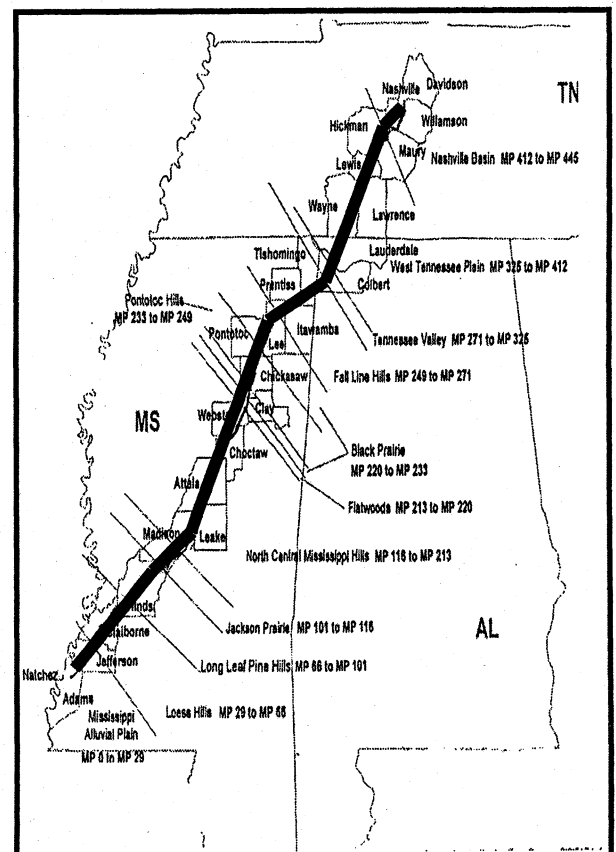 TN
Nashville
Davidson
Williamson
Hickman
Maury
Nashville Basin MP 412 to MP 445
Lewis
Wayne
Lawrence
Lauderdale
West Tennessee Plain MP 325 to MP 412
Tishomingo
Colbert
Prentiss
Pontotoc Hills
MP 233 to MP 249
Itawamba
Tennessee Valley MP 271 to MP 325
Pontotoc
Lee
Fall Line Hills MP 249 to MP 271
Chickasaw
MS
Clay
Choctaw
Black Prairie
MP 220 to MP 233
Attala
Flatwoods MP 213 to MP 220
Madison
Leake
North Central Mississippi Hills MP 116 to MP 213
AL
Jackson Prairie MP 101 to MP 116
Long Leaf Pine Hills MP 66 to MP 101
Jefferson
Natchez
Adams
Loess Hills MP 29 to MP 66
Mississippi
Alluvial Plain
MP 0 to MP 29